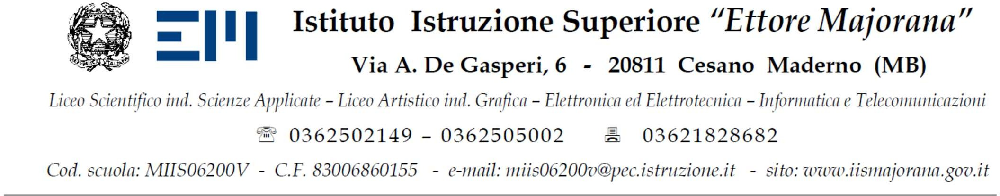 Istituto Istruzione Superiore “Ettore Majorana”
Via A. De Gasperi, 6 - 20811 Cesano Maderno (MB)
Liceo Scientifico ind. Scienze Applicate – Liceo Artistico ind. Grafica – Elettronica ed Elettrotecnica – Informatica e Telecomunicazioni
0362502149 – 0362505002 03621828682
Cod. scuola: MIIS06200V - C.F. 83006860155 - e-mail: miis06200v@pec.istruzione.it - sito: www.iismajorana.gov.it